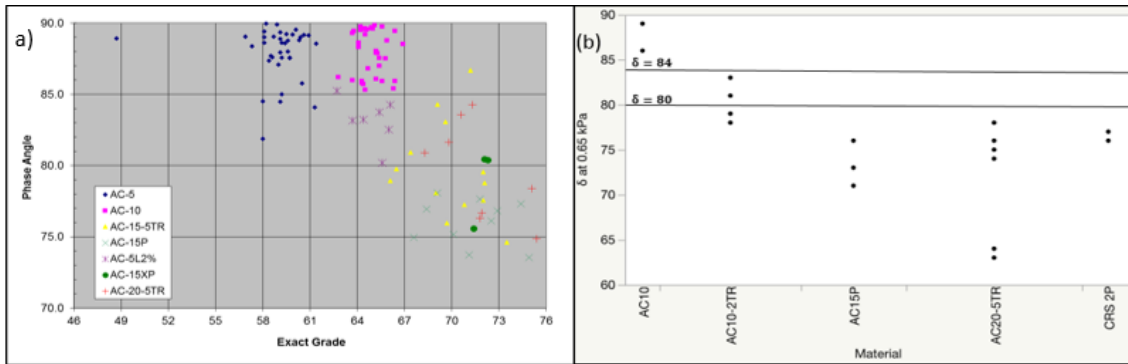 a)
90.0
85.0
80.0
75.0
70.0
Phase Angle
AC-5
AC-10
AC-15-5TR
AC-15P
AC-5L2%
AC-15XP
AC-20-5TR
46 49 52 55 58 61 64 67 70 73 76
Exact Grade
(b)
90
85
80
75
70
65
60
δ at 0.65 kPa
δ = 84
δ = 80
AC10
AC10-2TR
AC15P
AC20-5TR
CRS 2P
Material